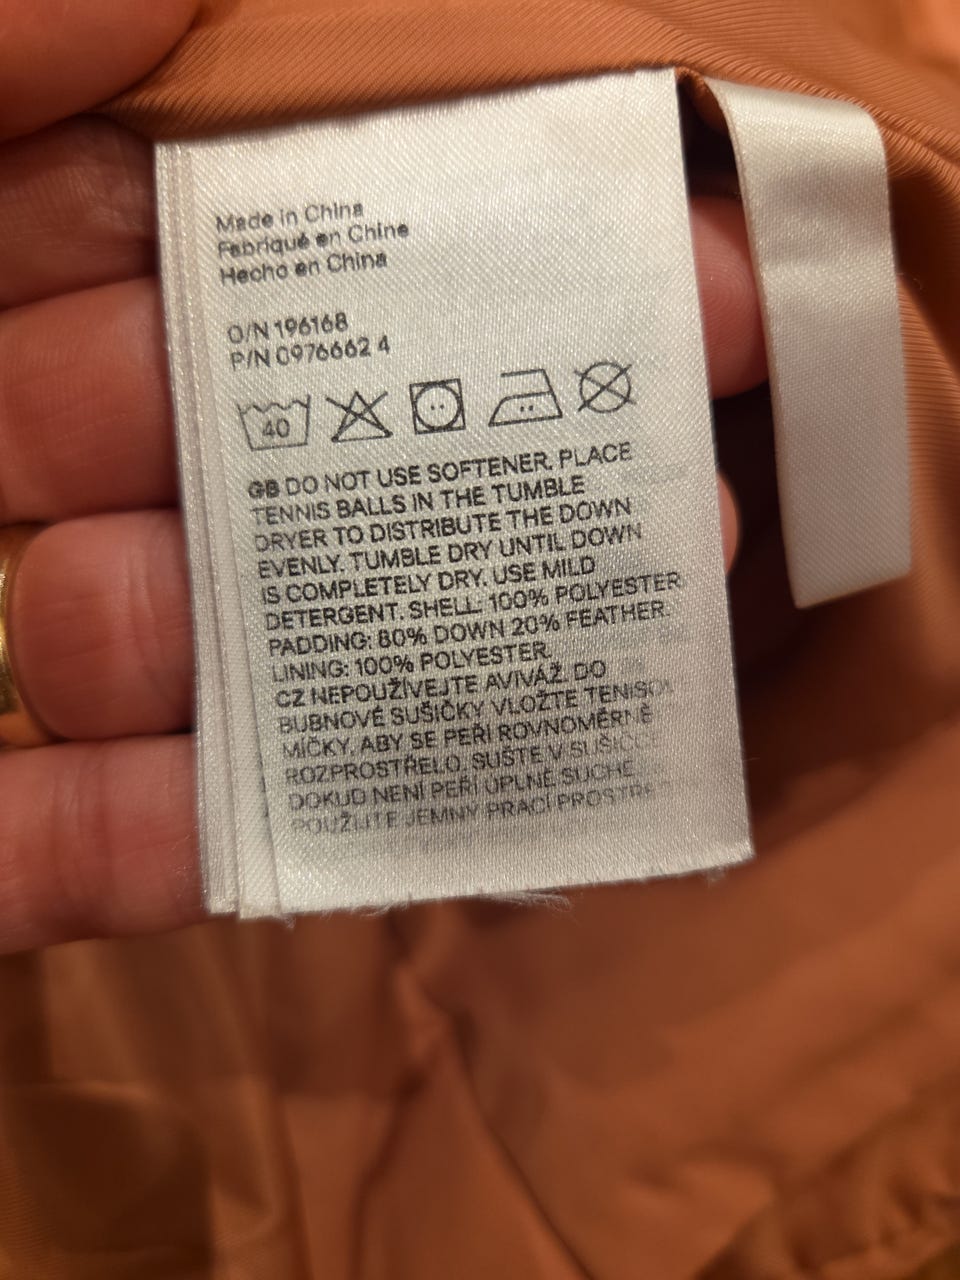 Made in China
Fabriqué en Chine
Hecho en China
O/N 196168
P/N 0976662 4
40
GB DO NOT USE SOFTENER. PLACE
TENNIS BALLS IN THE TUMBLE
DRYER TO DISTRIBUTE THE DOWN
EVENLY. TUMBLE DRY UNTIL DOWN
IS COMPLETELY DRY. USE MILD
DETERGENT. SHELL: 100% POLYESTER
PADDING: 80% DOWN 20% FEATHER.
LINING: 100% POLYESTER.
CZ NEPOUŽÍVEJTE AVIVÁŽ. DO
BUBNOVÉ SUŠIČKY VLOŽTE
MÍČKY, ABY SE PEŘÍ ROVNOMĚRNĚ
ROZPROSTŘELO. SUŠTE V
DOKUD NENÍ PEŘÍ ÚPLNĚ SUCHÉ.
POUŽIJTE JEMNÝ PRACÍ